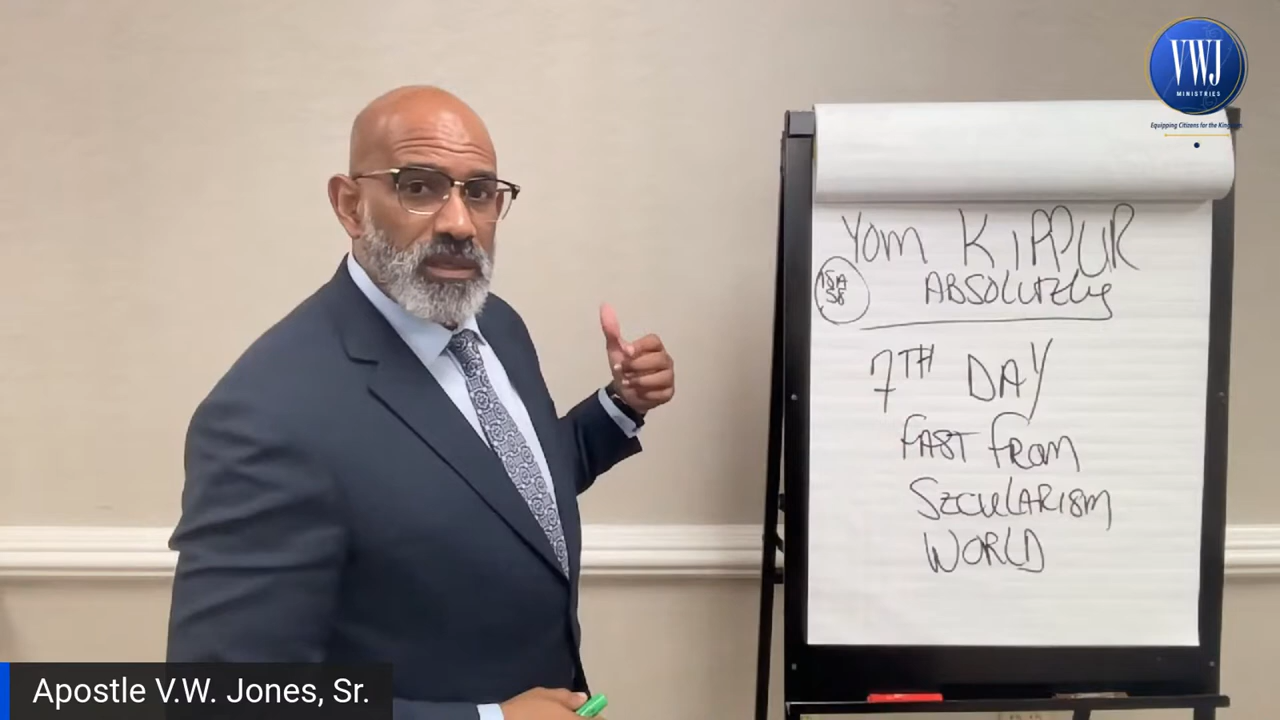 VWJ
MINISTRIES
Equipping Citizens for the Kingdom
YOM KIPPUR
ISA
58
ABSOLUTELY
7TH DAY
FAST from
SECULARISM
WORLD
Apostle V.W. Jones, Sr.